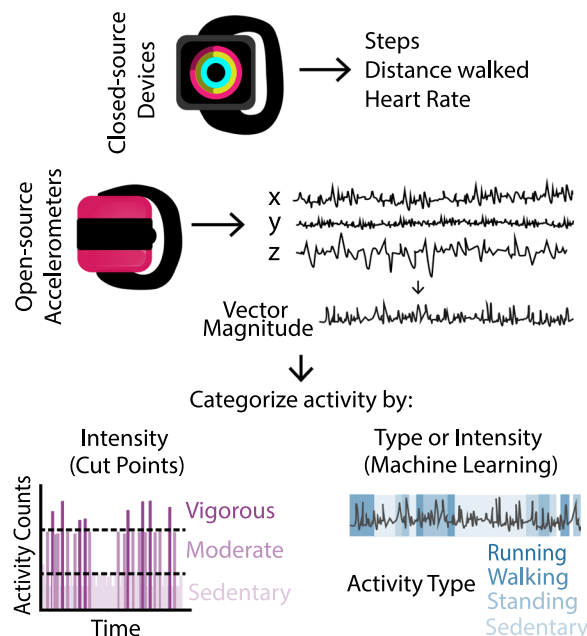 Closed-source
Devices
Steps
Distance walked
Heart Rate
Open-source
Accelerometers
x
y
z
Vector
Magnitude
Categorize activity by:
Intensity
(Cut Points)
Activity Counts
Vigorous
Moderate
Sedentary
Time
Type or Intensity
(Machine Learning)
Activity Type
Running
Walking
Standing
Sedentary